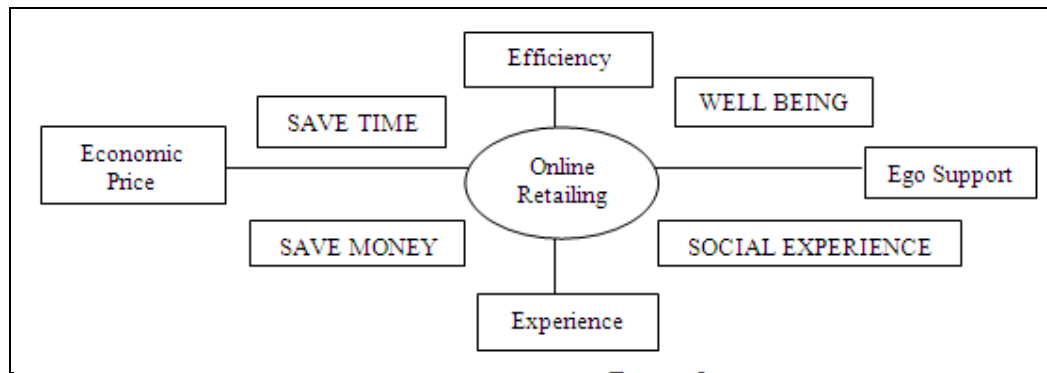 Efficiency
WELL BEING
SAVE TIME
Economic
Price
Online
Retailing
Ego Support
SAVE MONEY
SOCIAL EXPERIENCE
Experience